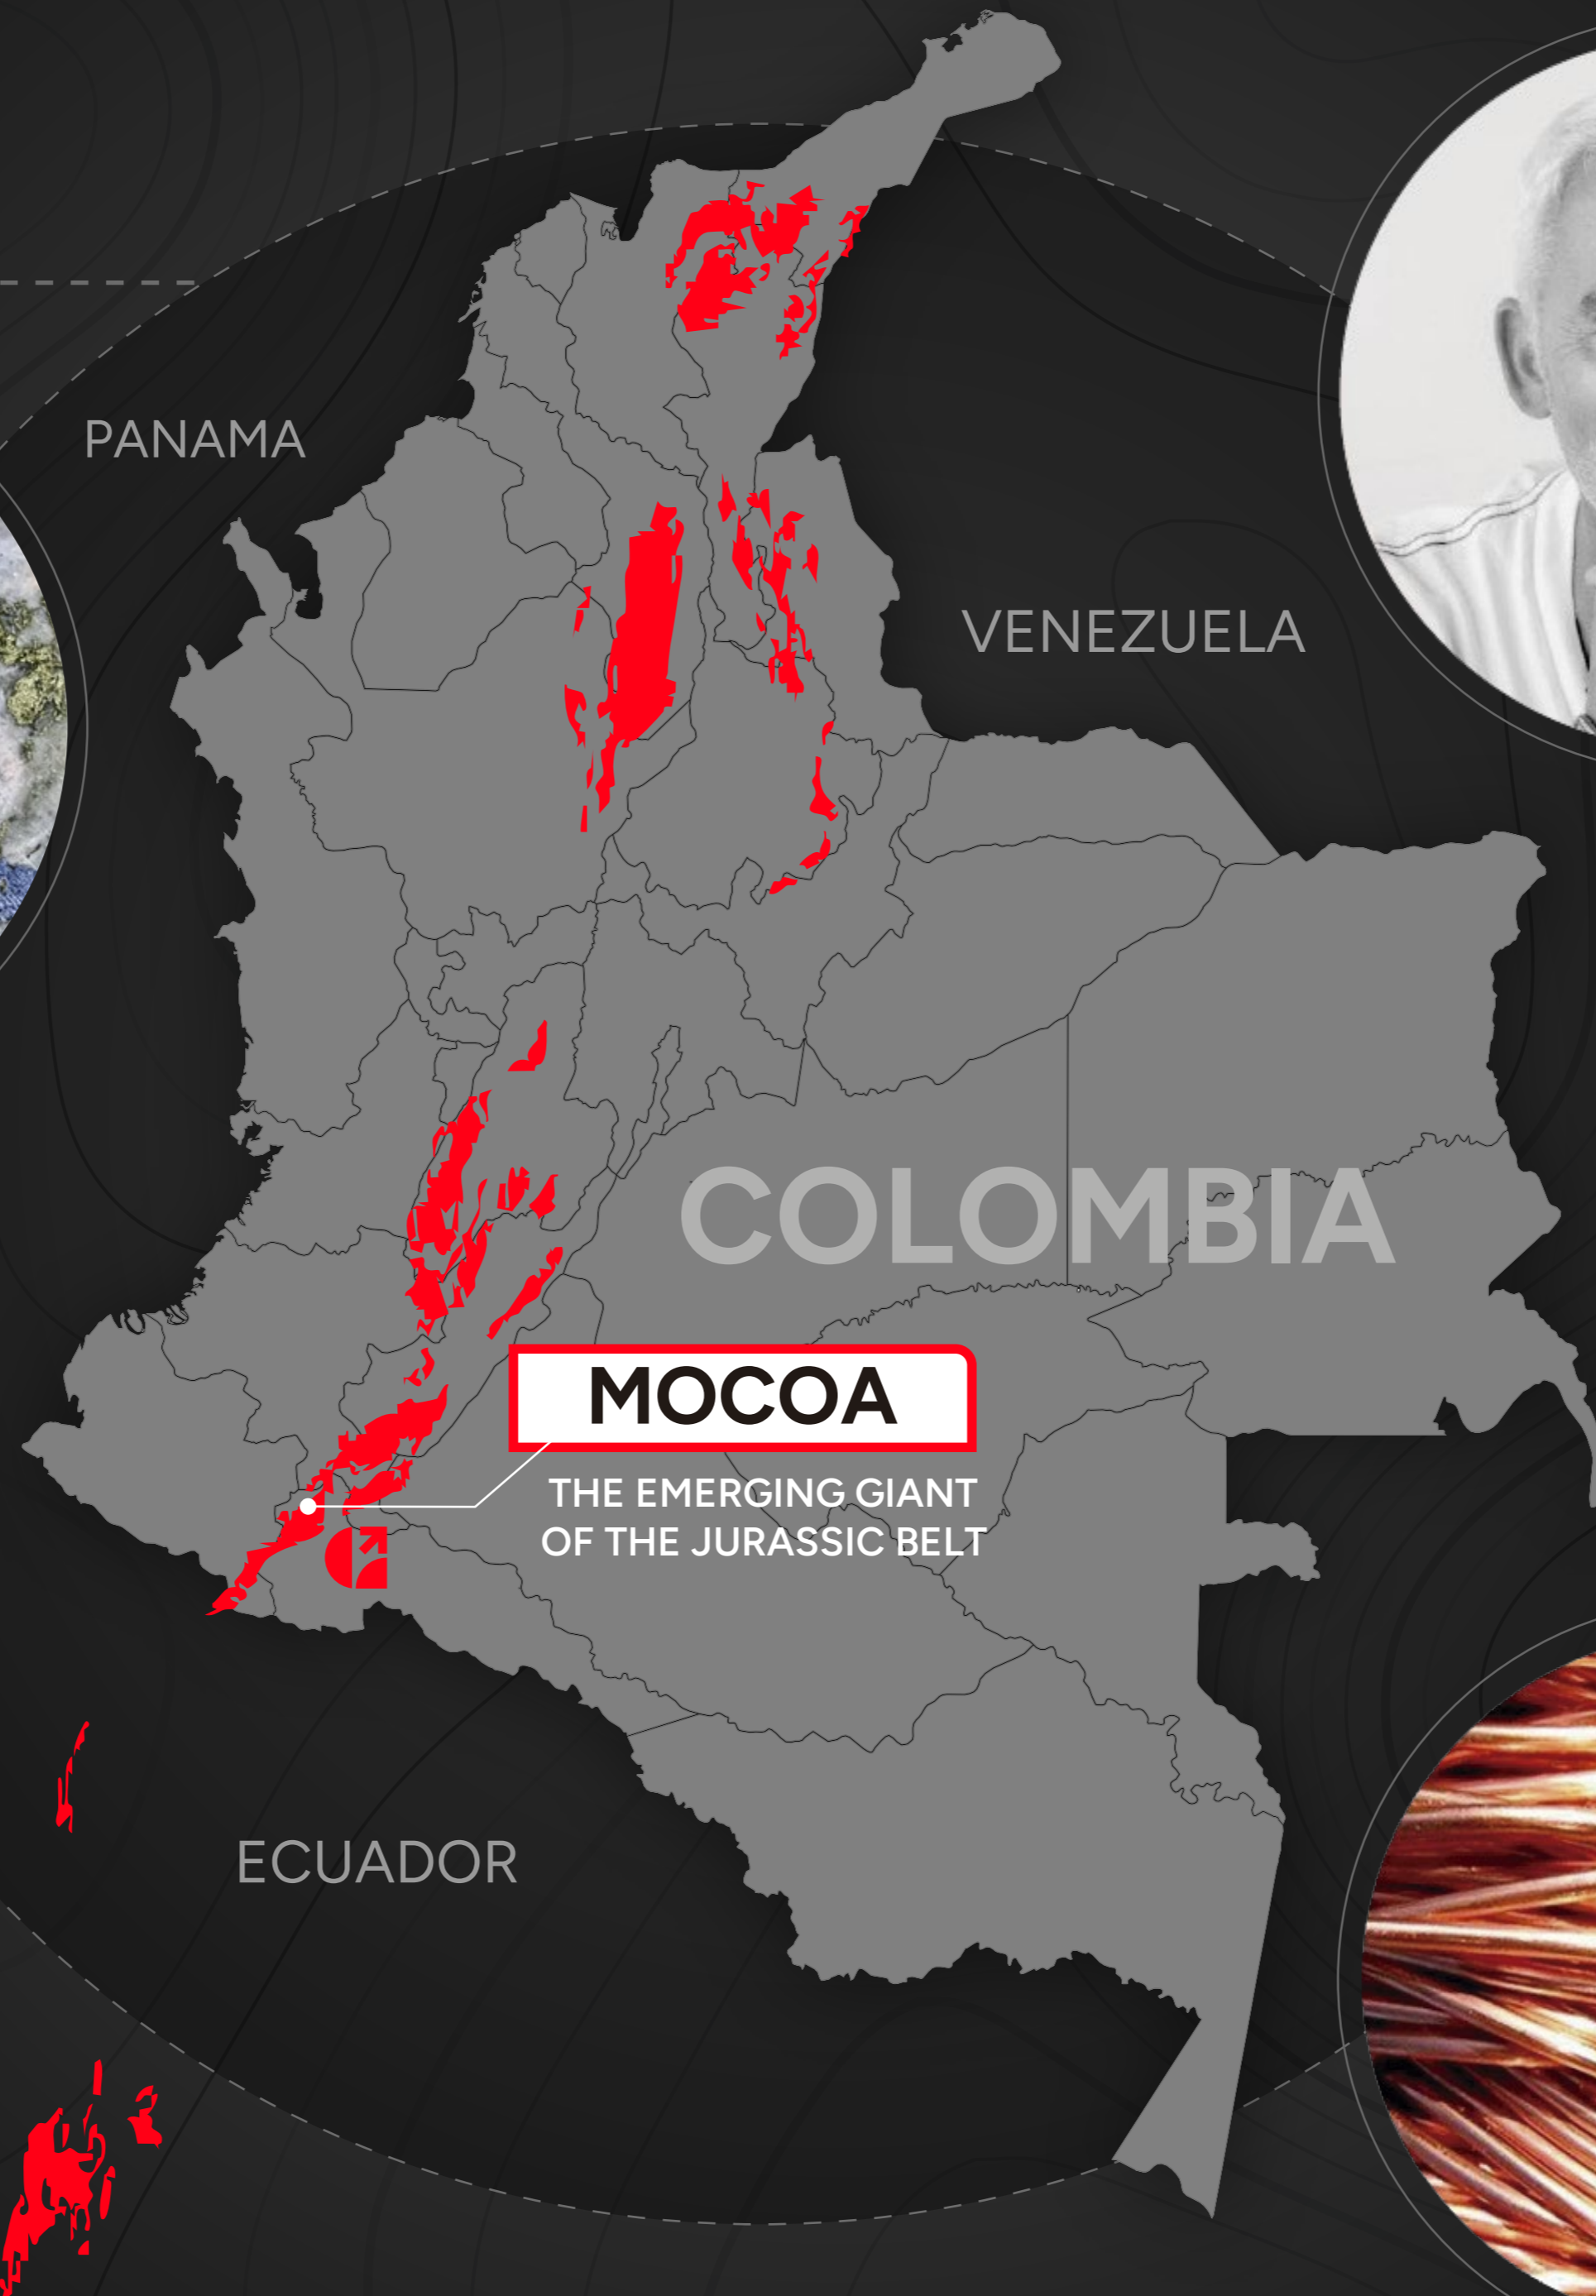 PANAMA
VENEZUELA
COLOMBIA
MOCOA
THE EMERGING GIANT
OF THE JURASSIC BELT
ECUADOR